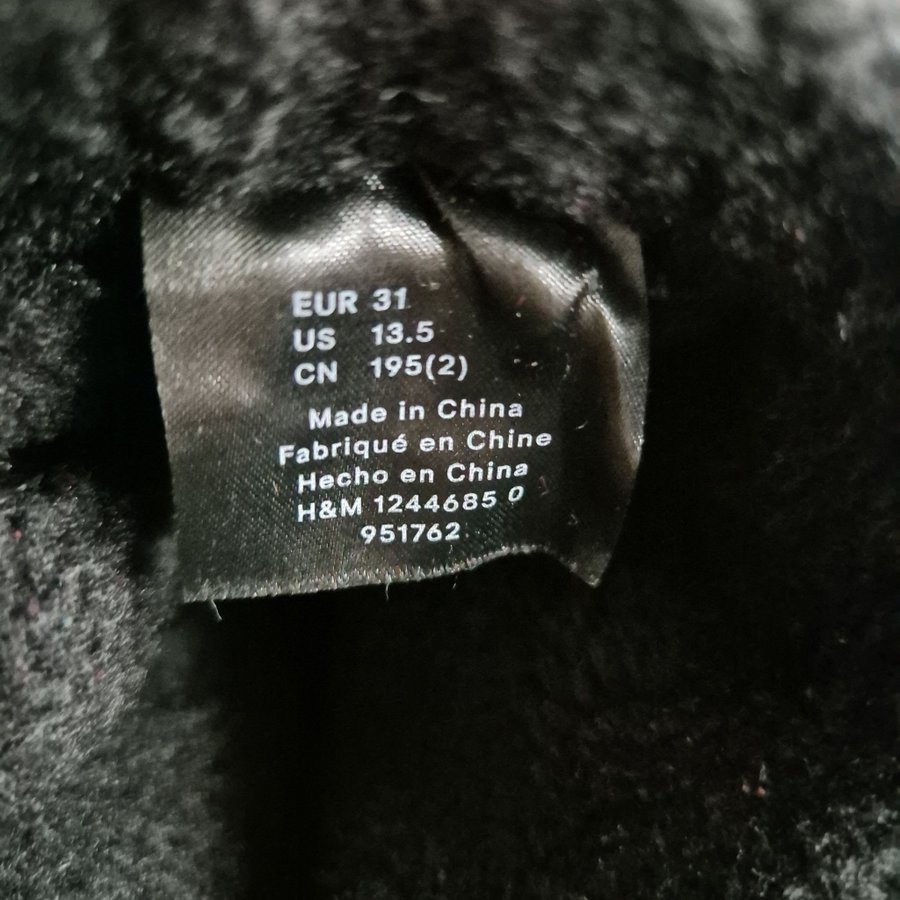 EUR 31
US 13.5
CN 195(2)
Made in China
Fabriqué en Chine
Hecho en China
H&M 1244685 0
951762